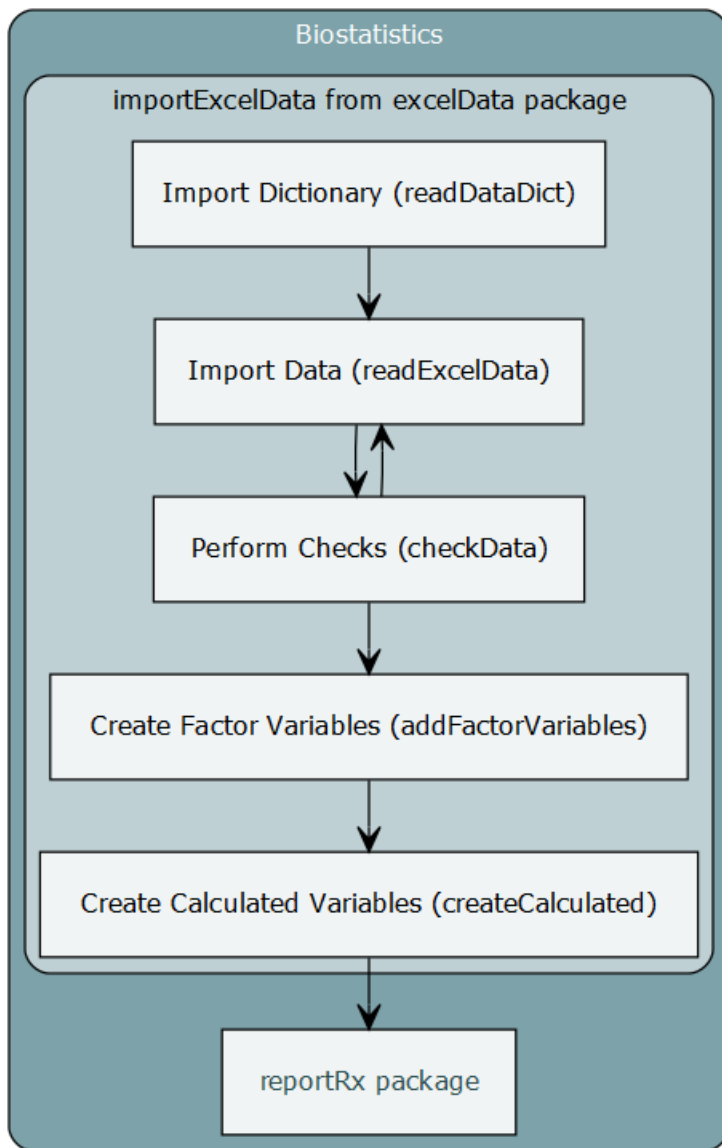 Biostatistics
importExcelData from excelData package
Import Dictionary (readDataDict)
Import Data (readExcelData)
Perform Checks (checkData)
Create Factor Variables (addFactorVariables)
Create Calculated Variables (createCalculated)
reportRx package